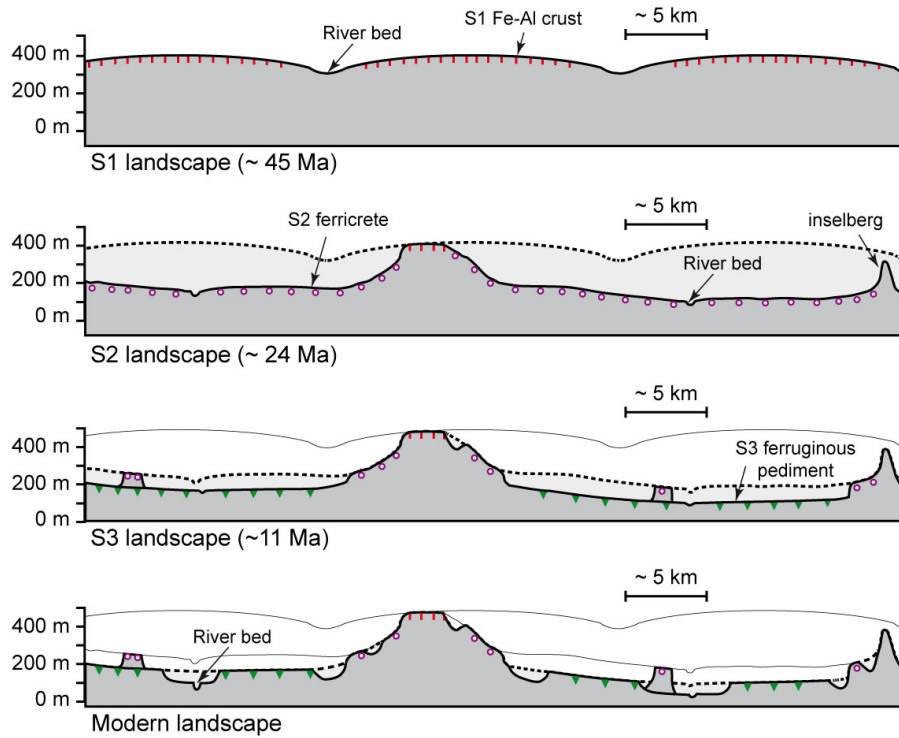 S1 Fe-Al crust
~ 5 km
River bed
400 m
200 m
0 m
S1 landscape (~ 45 Ma)
~ 5 km
S2 ferricrete
inselberg
400 m
River bed
200 m
0 m
S2 landscape (~ 24 Ma)
~ 5 km
400 m
S3 ferruginous
pediment
200 m
0 m
S3 landscape (~11 Ma)
~ 5 km
400 m
River bed
200 m
0 m
Modern landscape